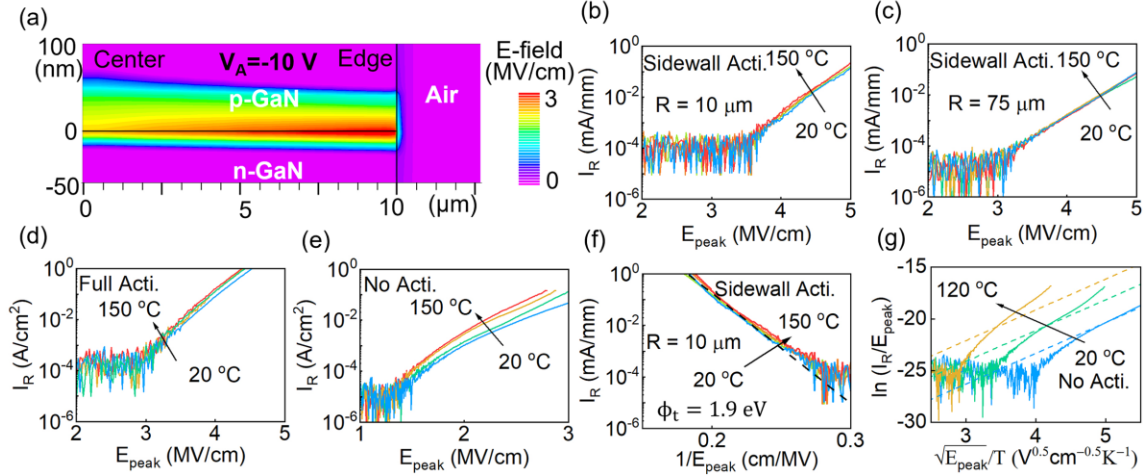 (a)
100
(nm)
0
-50
Center
V_A=-10 V
Edge
p-GaN
n-GaN
Air
0
5
10
(μm)
E-field
(MV/cm)
3
0
(b)
I_R (mA/mm)
10^0
10^-2
10^-4
10^-6
Sidewall Acti.
150 °C
R = 10 μm
20 °C
2 3 4 5
E_peak (MV/cm)
(c)
I_R (mA/mm)
10^0
10^-2
10^-4
10^-6
Sidewall Acti. 150 °C
R = 75 μm
20 °C
2 3 4 5
E_peak (MV/cm)
(d)
I_R (A/cm^2)
10^0
10^-2
10^-4
10^-6
Full Acti.
150 °C
20 °C
2 3 4 5
E_peak (MV/cm)
(e)
I_R (A/cm^2)
10^0
10^-2
10^-4
10^-6
No Acti.
150 °C
20 °C
1 2 3
E_peak (MV/cm)
(f)
I_R (mA/mm)
10^0
10^-2
10^-4
10^-6
Sidewall Acti.
150 °C
R = 10 μm
20 °C
ϕ_t = 1.9 eV
0.2 0.3
1/E_peak (cm/MV)
(g)
ln (I_R/E_peak)
-15
-20
-25
-30
120 °C
20 °C
No Acti.
3 4 5
√E_peak/T (V^0.5cm^-0.5K^-1)